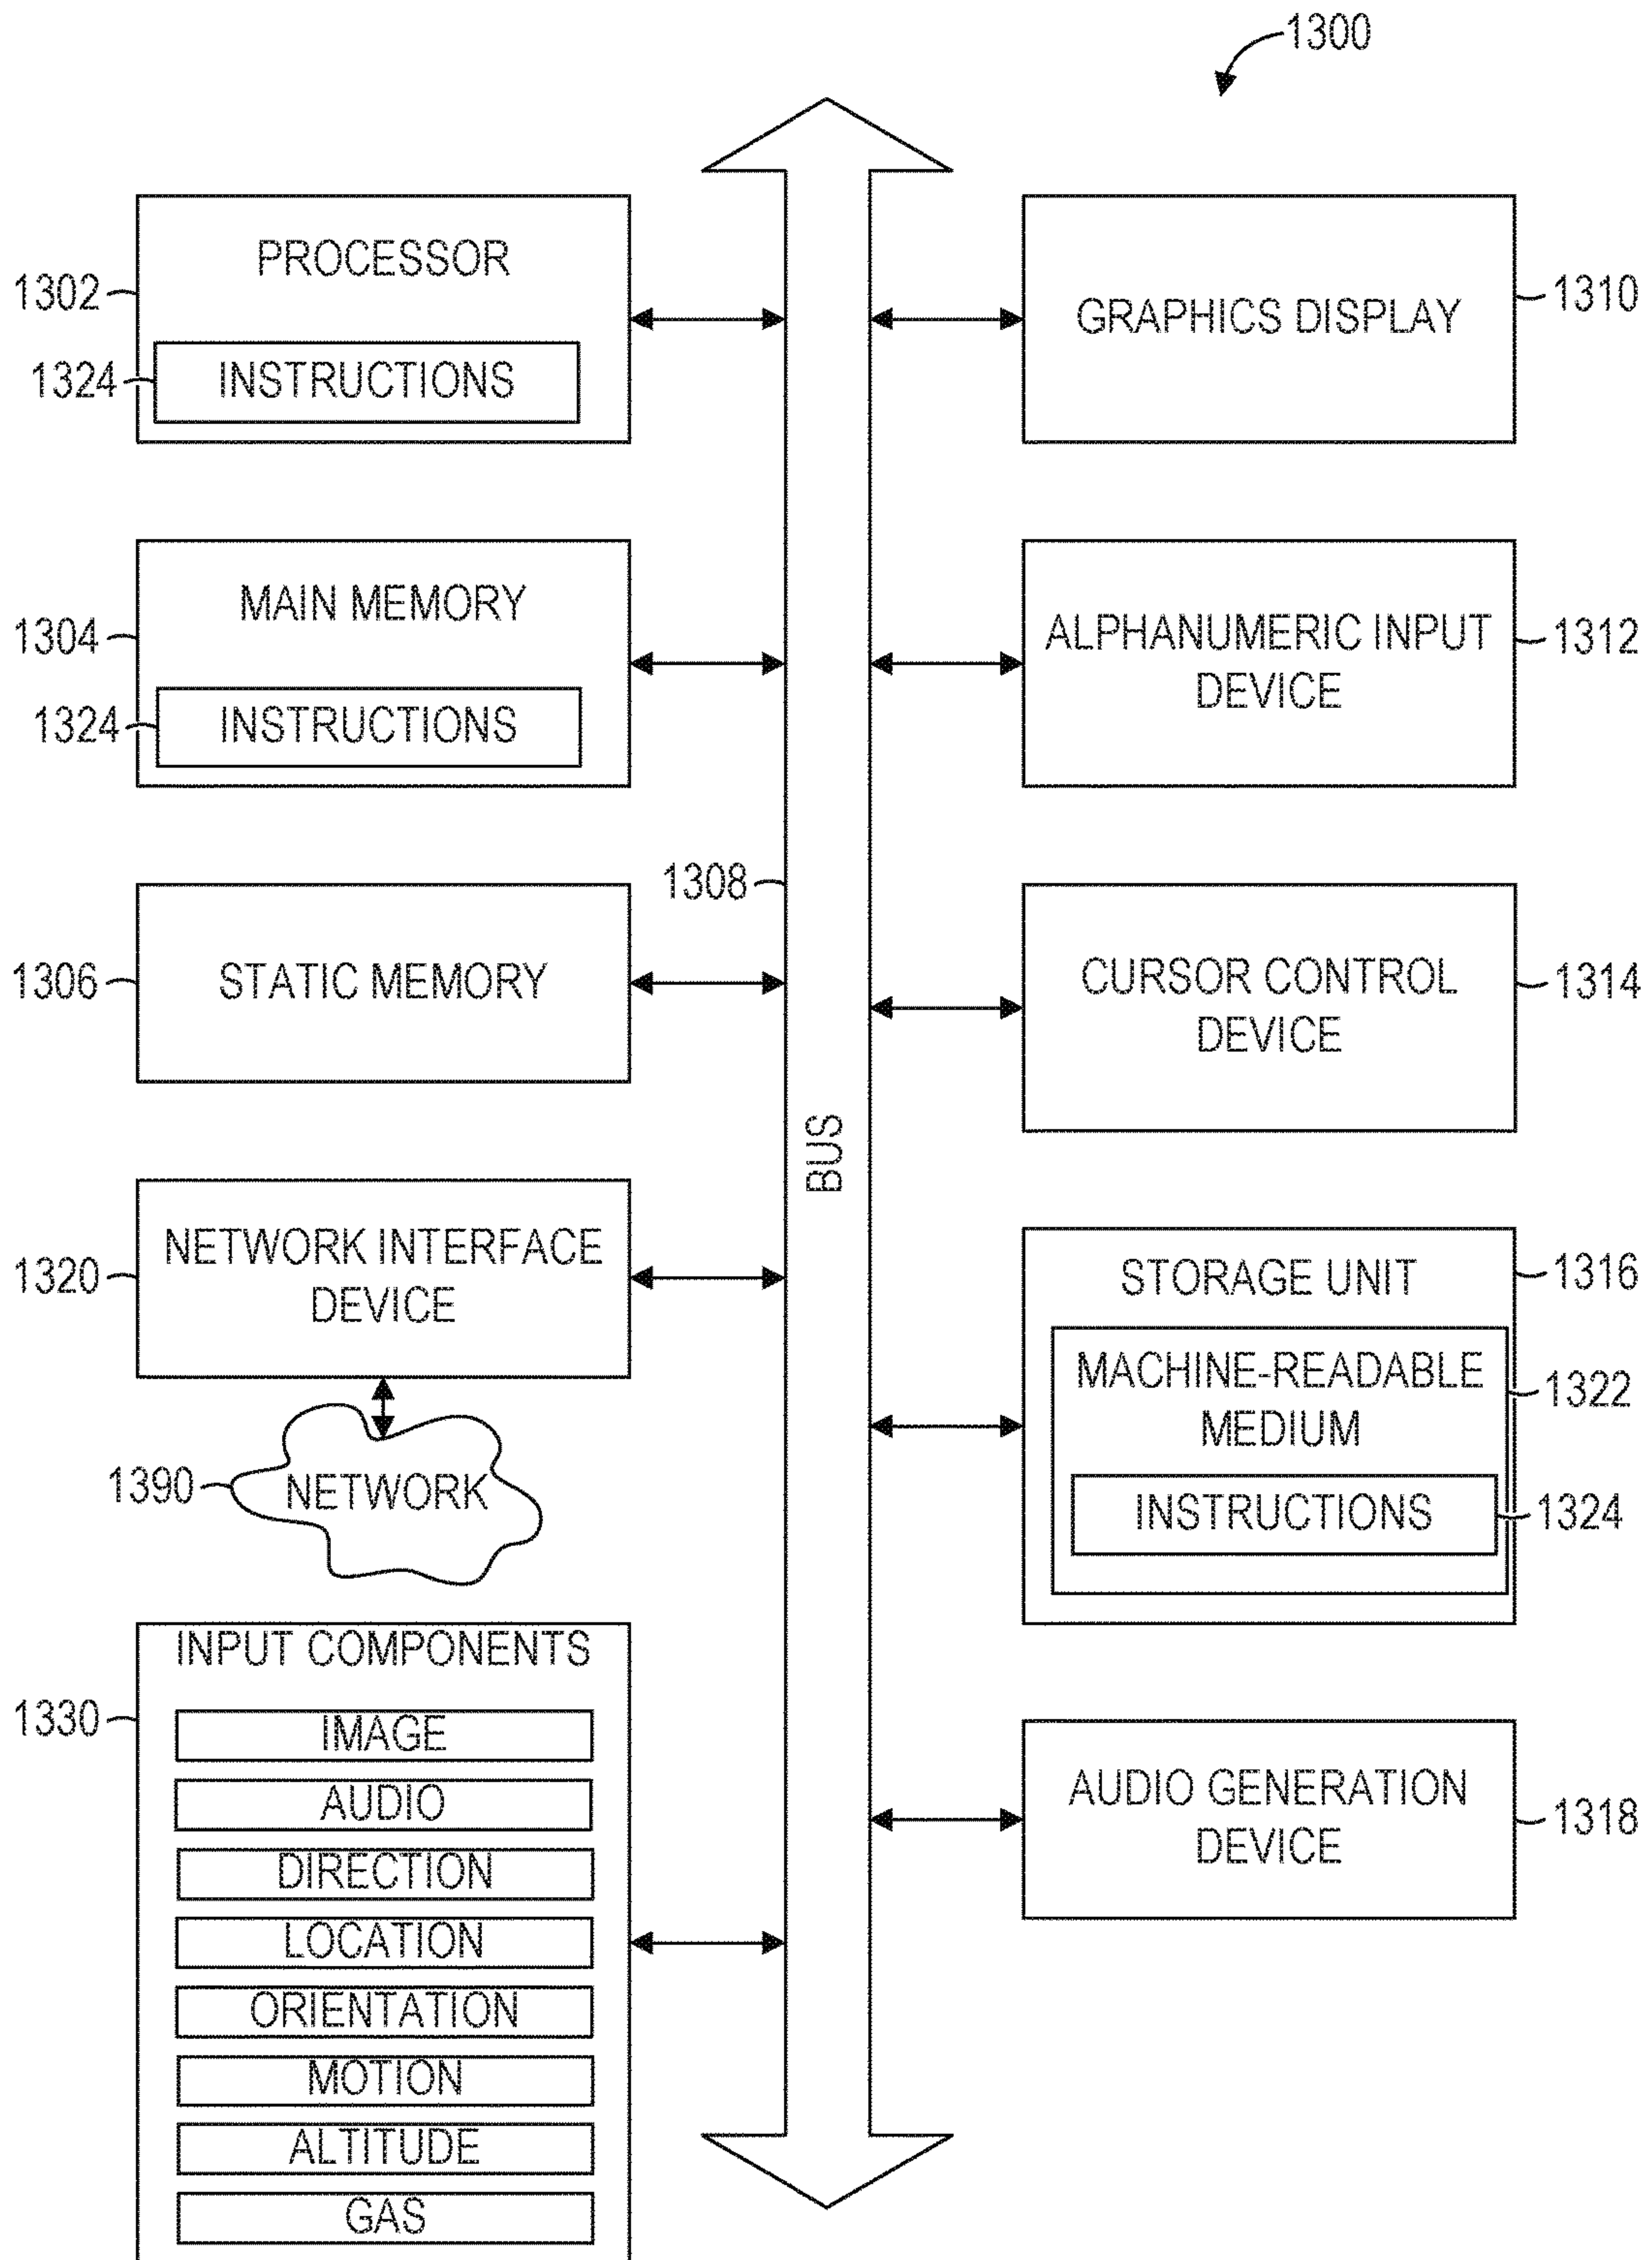 1300
PROCESSOR
1302
1324
INSTRUCTIONS
GRAPHICS DISPLAY
1310
MAIN MEMORY
1304
1324
INSTRUCTIONS
ALPHANUMERIC INPUT
DEVICE
1312
1308
BUS
STATIC MEMORY
1306
CURSOR CONTROL
DEVICE
1314
NETWORK INTERFACE
DEVICE
1320
STORAGE UNIT
1316
MACHINE-READABLE
MEDIUM
1322
INSTRUCTIONS
1324
1390
NETWORK
INPUT COMPONENTS
1330
IMAGE
AUDIO
DIRECTION
LOCATION
ORIENTATION
MOTION
ALTITUDE
GAS
AUDIO GENERATION
DEVICE
1318